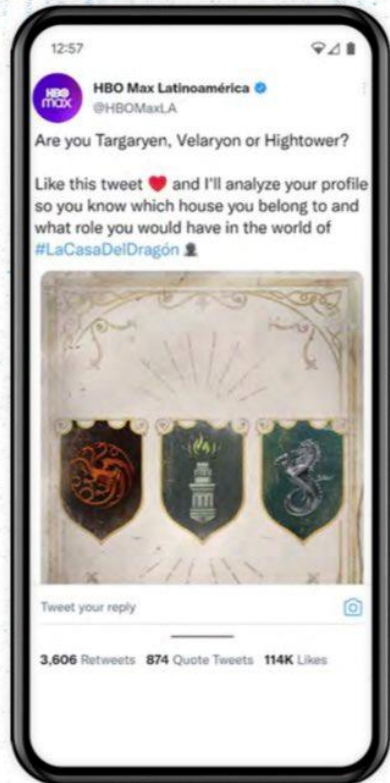 12:57
HBO
max
HBO Max Latinoamérica
@HBOMaxLA
Are you Targaryen, Velaryon or Hightower?
Like this tweet ❤️ and I'll analyze your profile
so you know which house you belong to and
what role you would have in the world of
#LaCasaDelDragón
Tweet your reply
3,606 Retweets 874 Quote Tweets 114K Likes